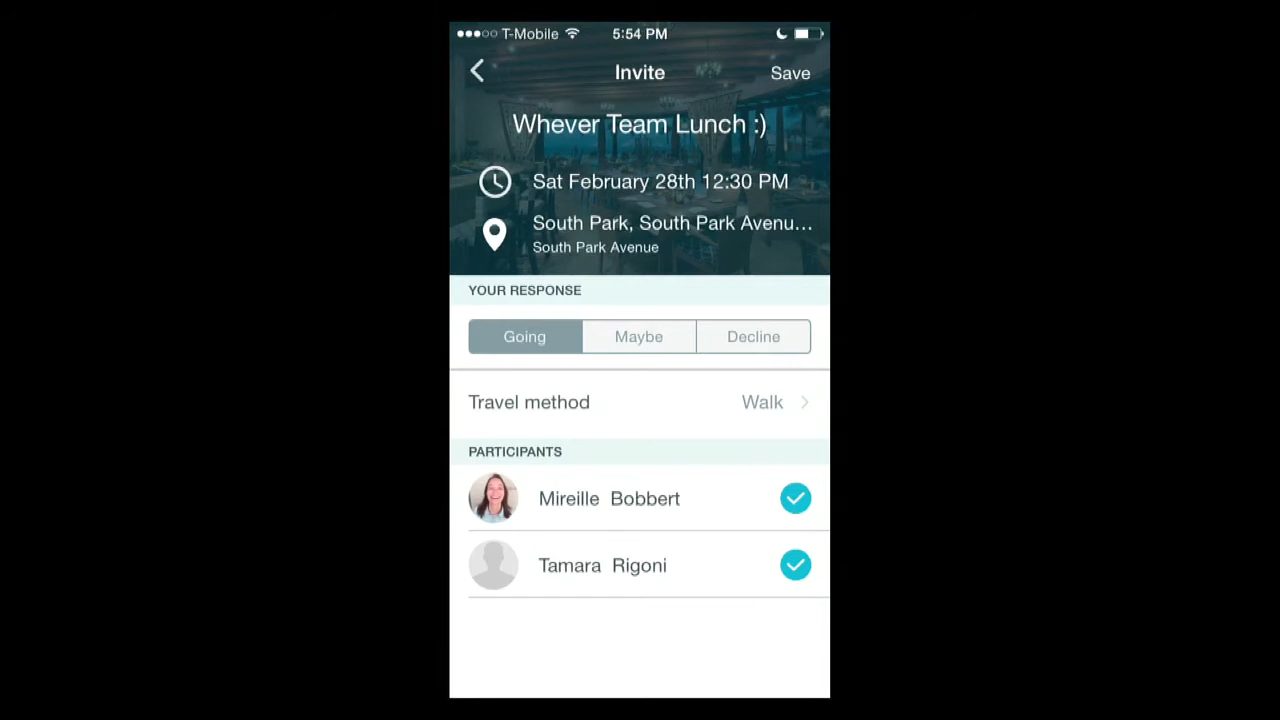 T-Mobile 5:54 PM
Invite Save
Whever Team Lunch :)
Sat February 28th 12:30 PM
South Park, South Park Avenu...
South Park Avenue
YOUR RESPONSE
Going Maybe Decline
Travel method Walk
PARTICIPANTS
Mireille Bobbert
Tamara Rigoni